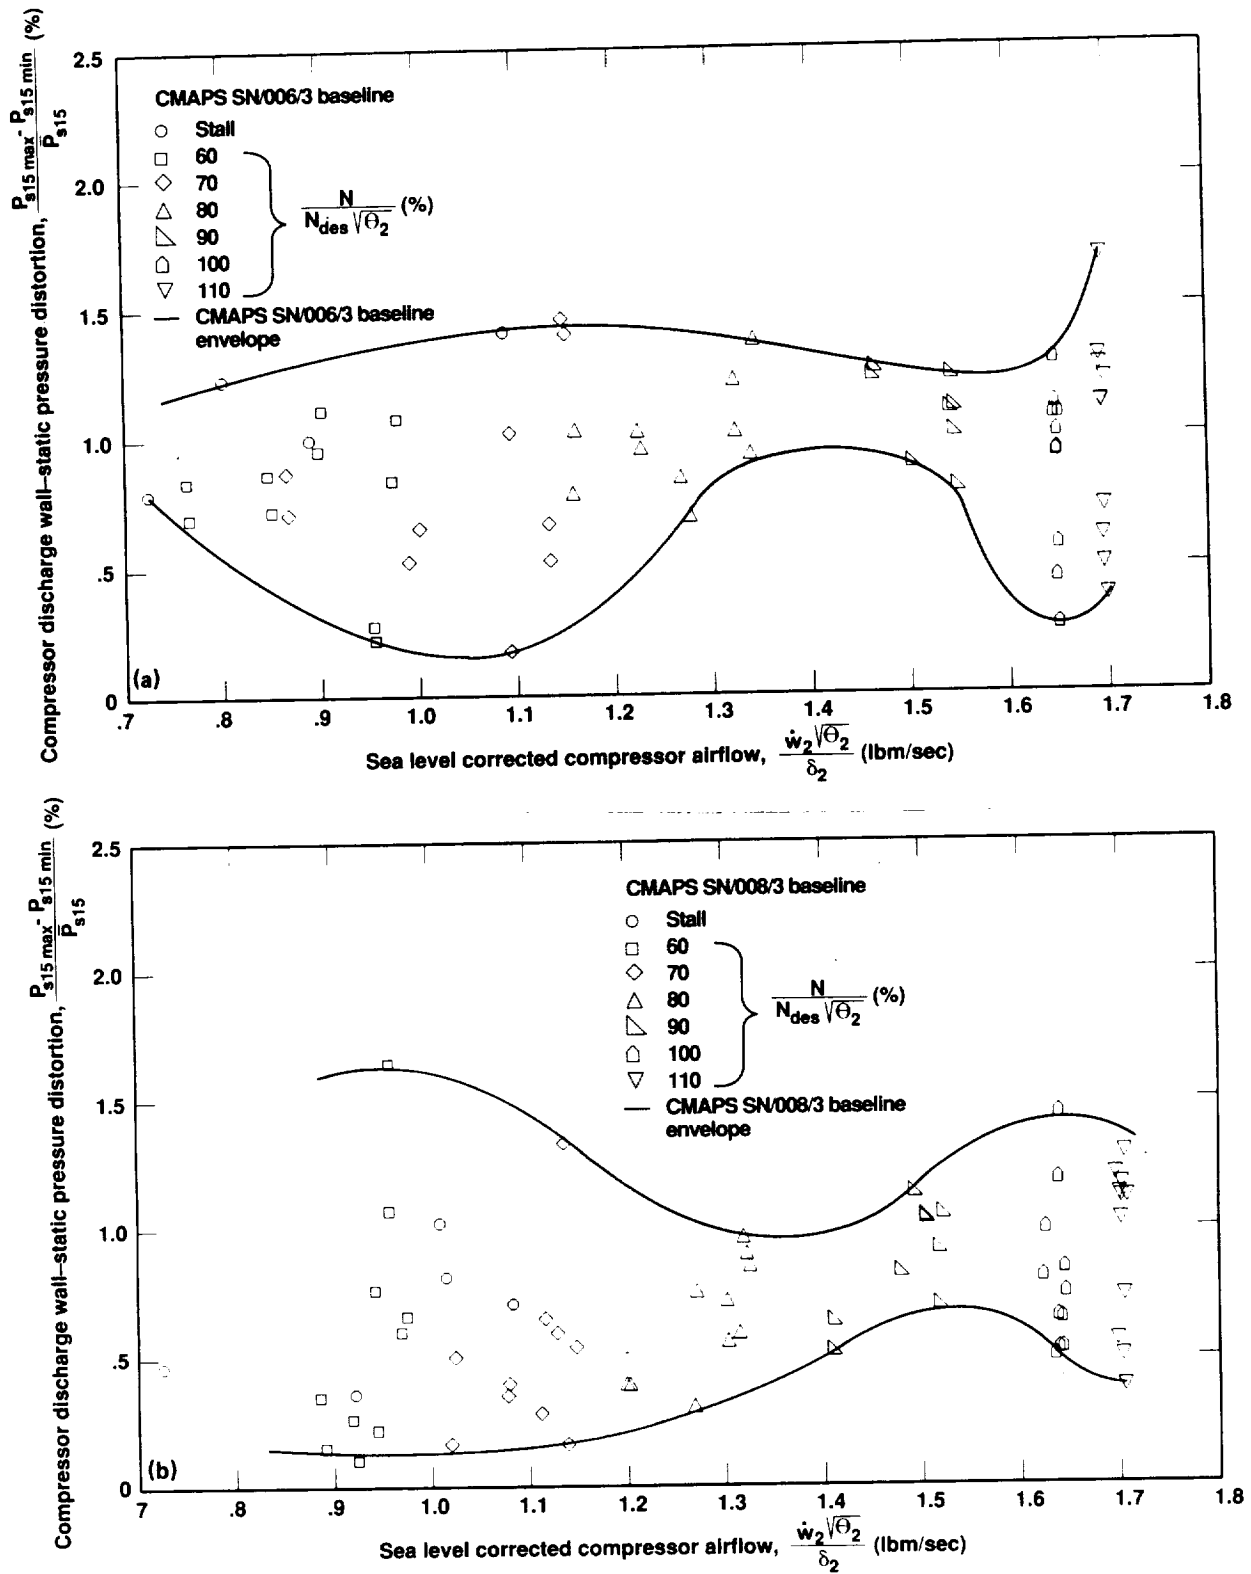 Compressor discharge wall–static pressure distortion, P_s15 max - P_s15 min / P̄_s15 (%)
2.5
2.0
1.5
1.0
.5
0
CMAPS SN/006/3 baseline
Stall
60
70
80
90
100
110
N / N_des √Θ_2 (%)
CMAPS SN/006/3 baseline
envelope
(a)
.7 .8 .9 1.0 1.1 1.2 1.3 1.4 1.5 1.6 1.7 1.8
Sea level corrected compressor airflow, ẇ_2 √Θ_2 / δ_2 (lbm/sec)
Compressor discharge wall–static pressure distortion, P_s15 max - P_s15 min / P̄_s15 (%)
2.5
2.0
1.5
1.0
.5
0
CMAPS SN/008/3 baseline
Stall
60
70
80
90
100
110
N / N_des √Θ_2 (%)
CMAPS SN/008/3 baseline
envelope
(b)
7 .8 .9 1.0 1.1 1.2 1.3 1.4 1.5 1.6 1.7 1.8
Sea level corrected compressor airflow, ẇ_2 √Θ_2 / δ_2 (lbm/sec)